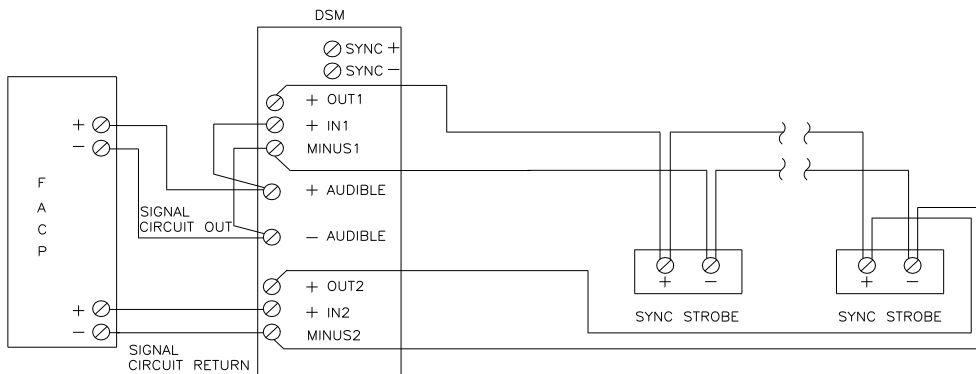 DSM
SYNC +
SYNC −
+ OUT1
+ IN1
MINUS1
+ AUDIBLE
− AUDIBLE
+ OUT2
+ IN2
MINUS2
+
−
F
A
C
P
+
−
SIGNAL
CIRCUIT OUT
SIGNAL
CIRCUIT RETURN
+ −
SYNC STROBE
+ −
SYNC STROBE